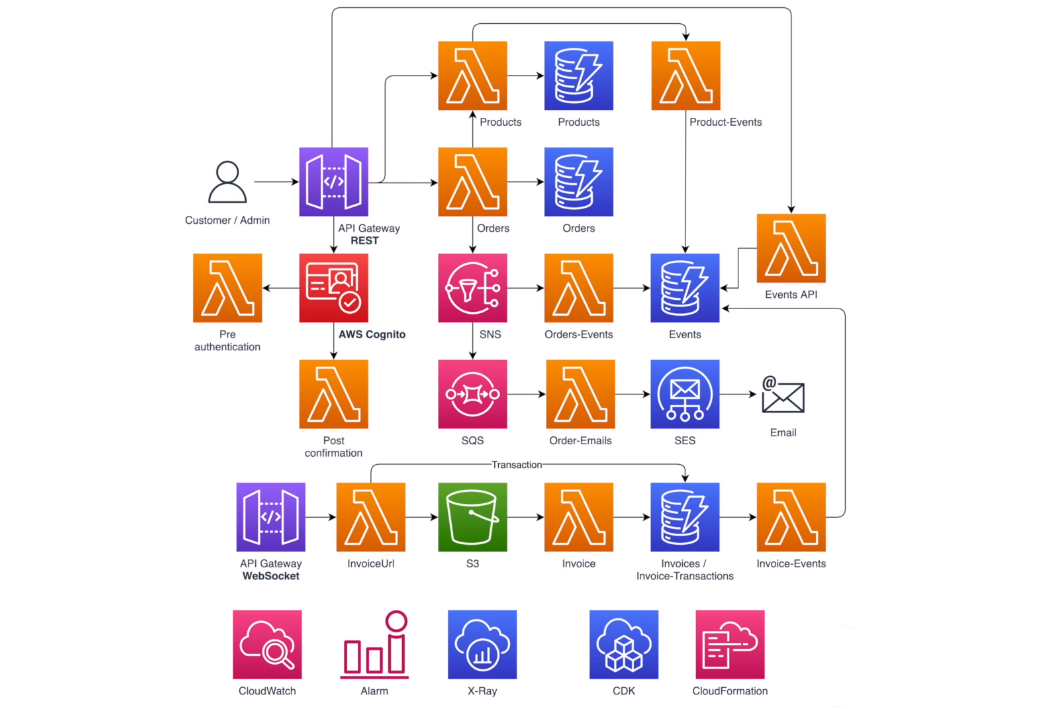 Products
Products
Product-Events
Customer / Admin
API Gateway
REST
Orders
Orders
Events API
Pre
authentication
AWS Cognito
SNS
Orders-Events
Events
Post
confirmation
SQS
Order-Emails
SES
@
Email
Transaction
API Gateway
WebSocket
InvoiceUrl
S3
Invoice
Invoices /
Invoice-Transactions
Invoice-Events
CloudWatch
Alarm
X-Ray
CDK
CloudFormation